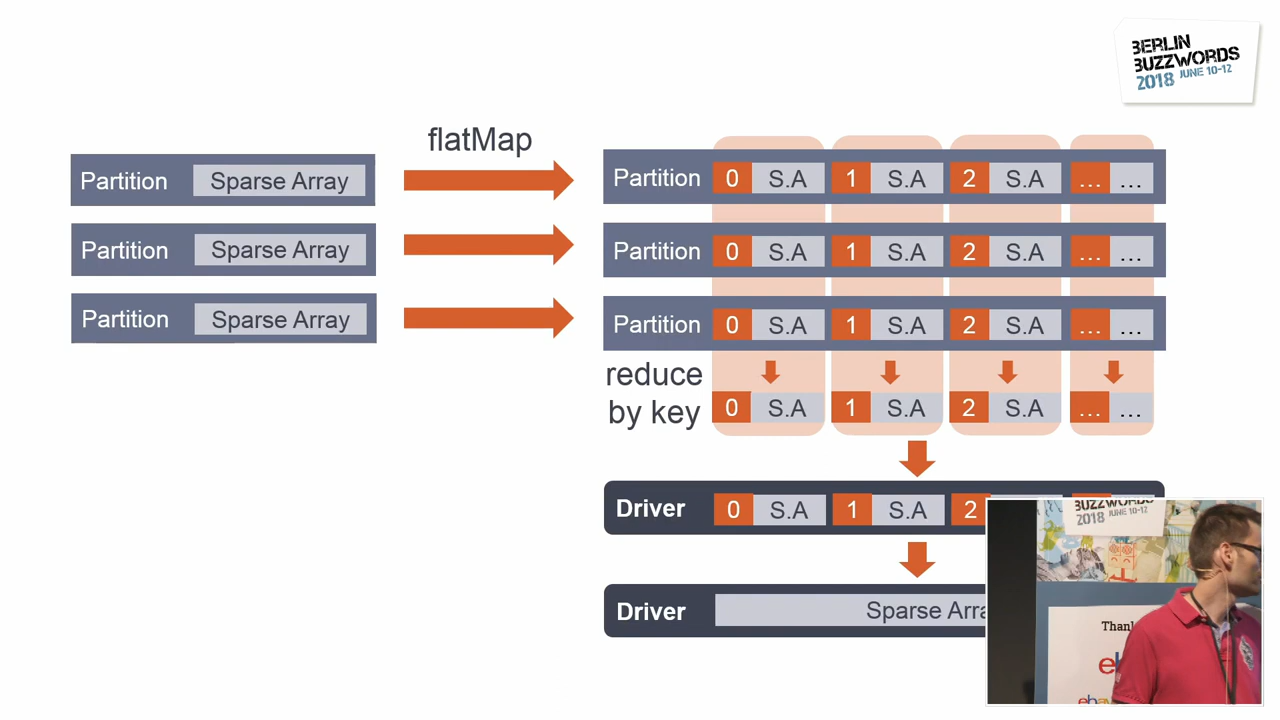 BERLIN
BUZZWORDS
2018 JUNE 10-12
flatMap
Partition Sparse Array
Partition Sparse Array
Partition Sparse Array
Partition 0 S.A 1 S.A 2 S.A ... ...
Partition 0 S.A 1 S.A 2 S.A ... ...
Partition 0 S.A 1 S.A 2 S.A ... ...
reduce
by key
0 S.A 1 S.A 2 S.A ... ...
Driver 0 S.A 1 S.A 2
Driver Sparse
BUZZWORDS
2018 JUNE 10-12